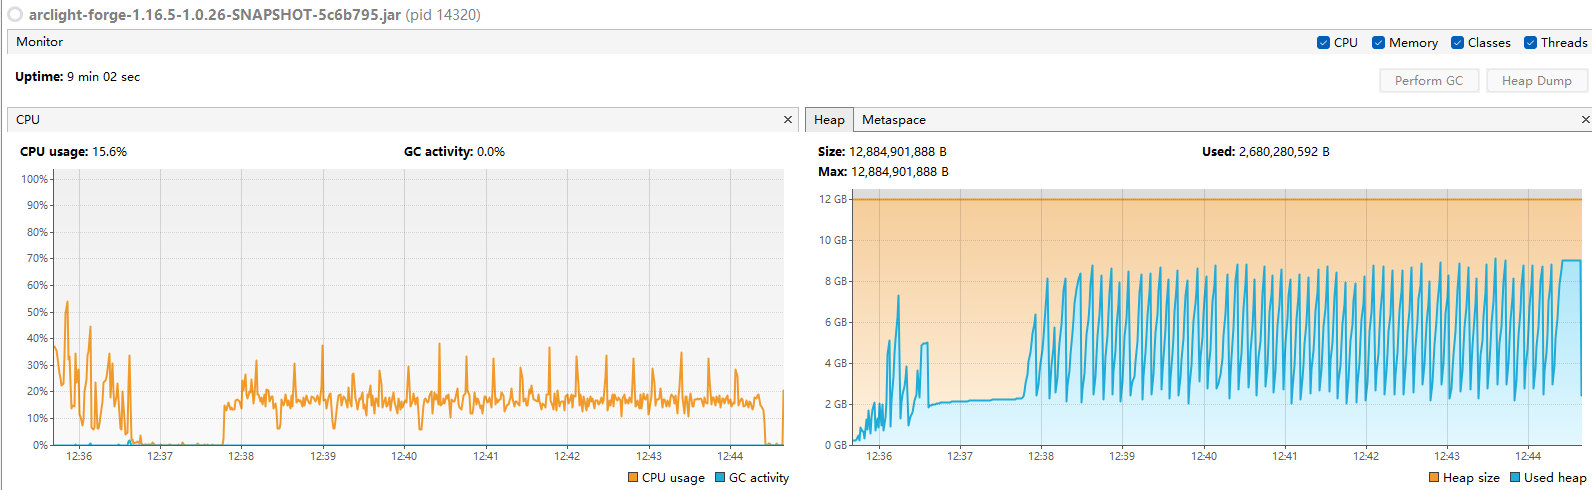 arclight-forge-1.16.5-1.0.26-SNAPSHOT-5c6b795.jar (pid 14320)
Monitor
CPU Memory Classes Threads
Uptime: 9 min 02 sec
Perform GC Heap Dump
CPU
CPU usage: 15.6% GC activity: 0.0%
100%
90%
80%
70%
60%
50%
40%
30%
20%
10%
0%
12:36 12:37 12:38 12:39 12:40 12:41 12:42 12:43 12:44
CPU usage GC activity
Heap Metaspace
Size: 12,884,901,888 B Used: 2,680,280,592 B
Max: 12,884,901,888 B
12 GB
10 GB
8 GB
6 GB
4 GB
2 GB
0 GB
12:36 12:37 12:38 12:39 12:40 12:41 12:42 12:43 12:44
Heap size Used heap